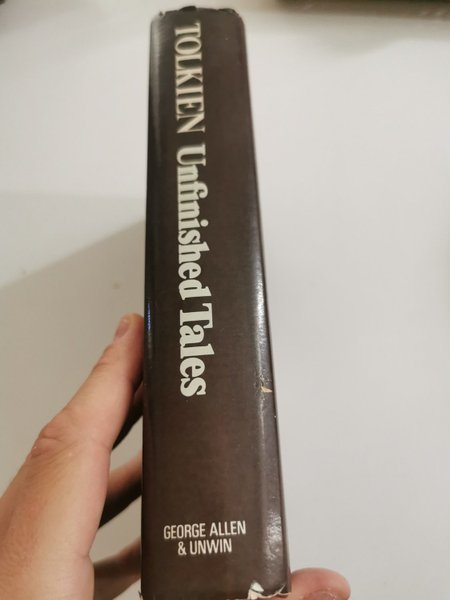 TOLKIEN Unfinished Tales
GEORGE ALLEN
& UNWIN